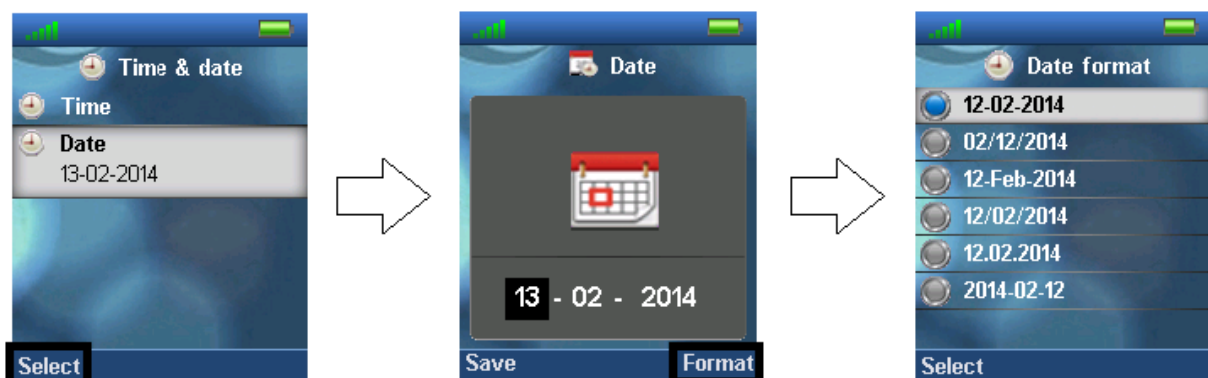 Time & date
Time
Date
13-02-2014
Select
Date
13 - 02 - 2014
Save Format
Date format
12-02-2014
02/12/2014
12-Feb-2014
12/02/2014
12.02.2014
2014-02-12
Select